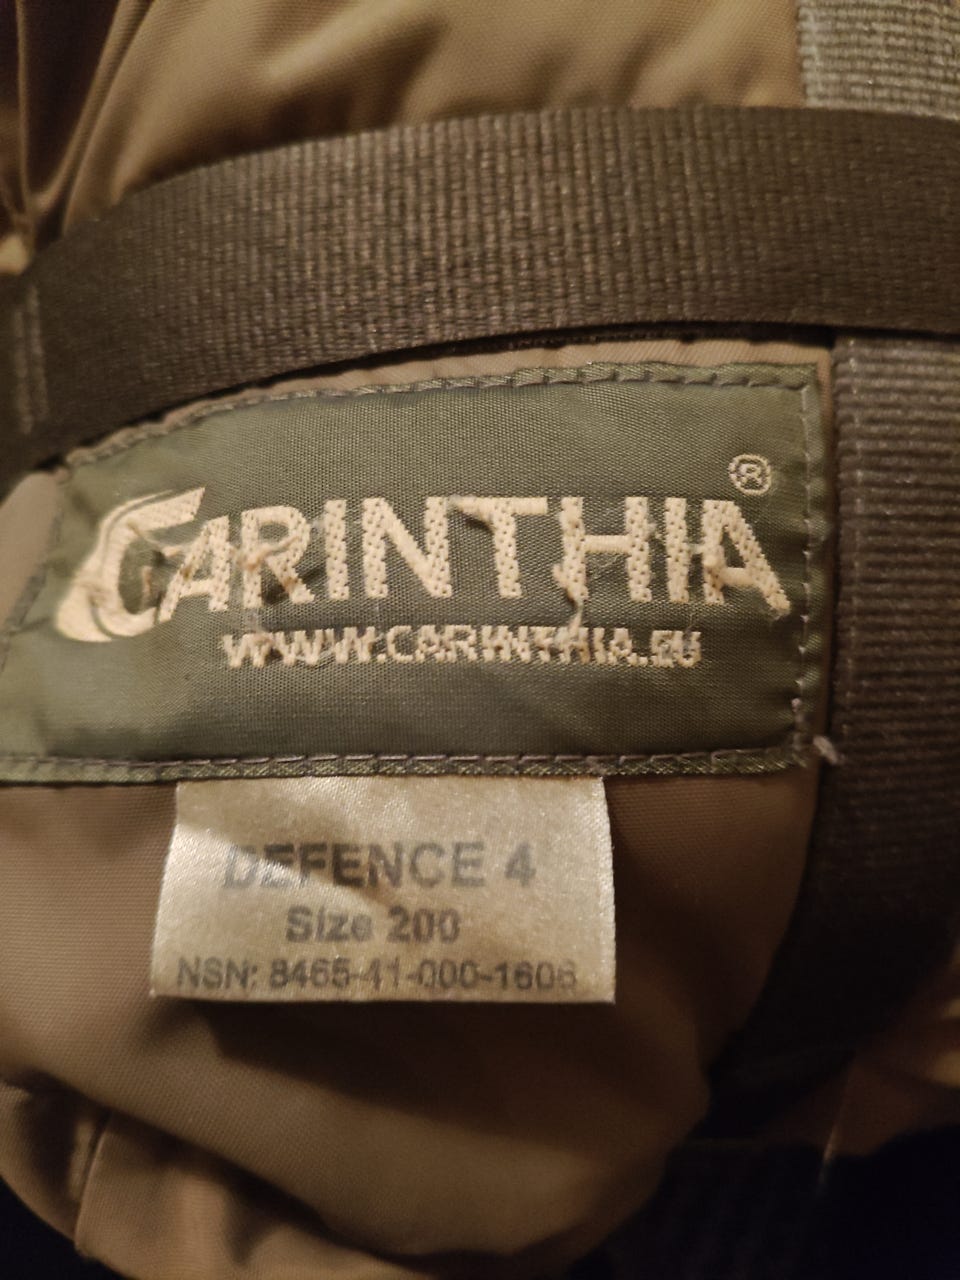 CARINTHIA®
WWW.CARINTHIA.EU
DEFENCE 4
Size 200
NSN: 8465-41-000-1606